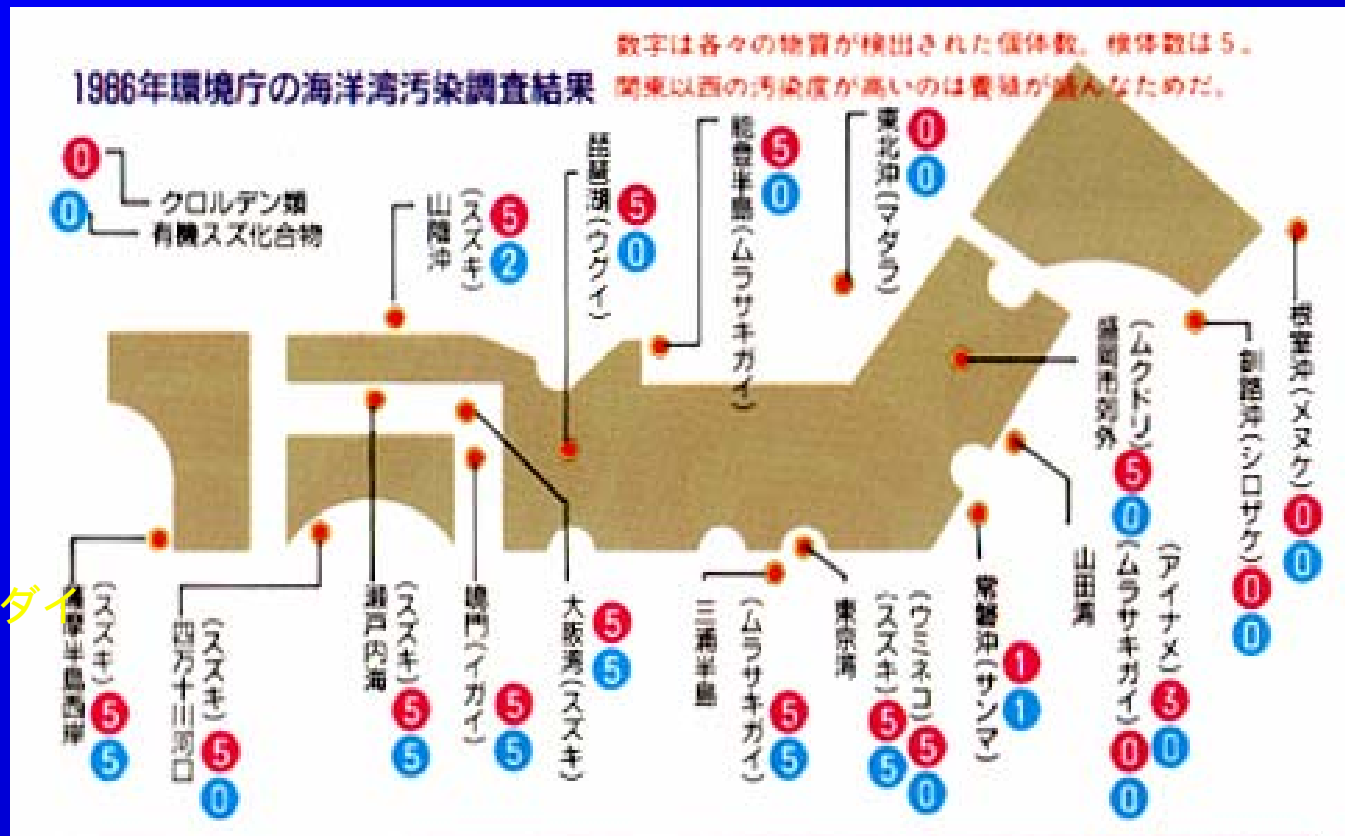 数字は各々の物質が検出された個体数。検体数は5。
1986年環境庁の海洋湾汚染調査結果
関東以西の汚染度が高いのは養殖が盛んなためだ。
0
クロルデン類
0
有機スズ化合物
山陰沖
(スズキ)
5
2
琵琶湖(ウグイ)
5
0
能登半島(ムラサキガイ)
5
0
東北沖(マダラ)
0
0
根室沖(メヌケ)
0
0
釧路沖(シロザケ)
0
0
盛岡市郊外
(ムクドリ)
5
0
山田湾
(ムラサキガイ)
0
0
(アイナメ)
3
0
常磐沖(サンマ)
1
1
東京湾
(スズキ)
5
5
(ウミネコ)
5
0
三浦半島
(ムラサキガイ)
5
5
大阪湾(スズキ)
5
5
鳴門(イガイ)
5
5
瀬戸内海
(スズキ)
5
5
四万十川河口
(スズキ)
5
0
薩摩半島西岸
(スズキ)
5
5
ダイ